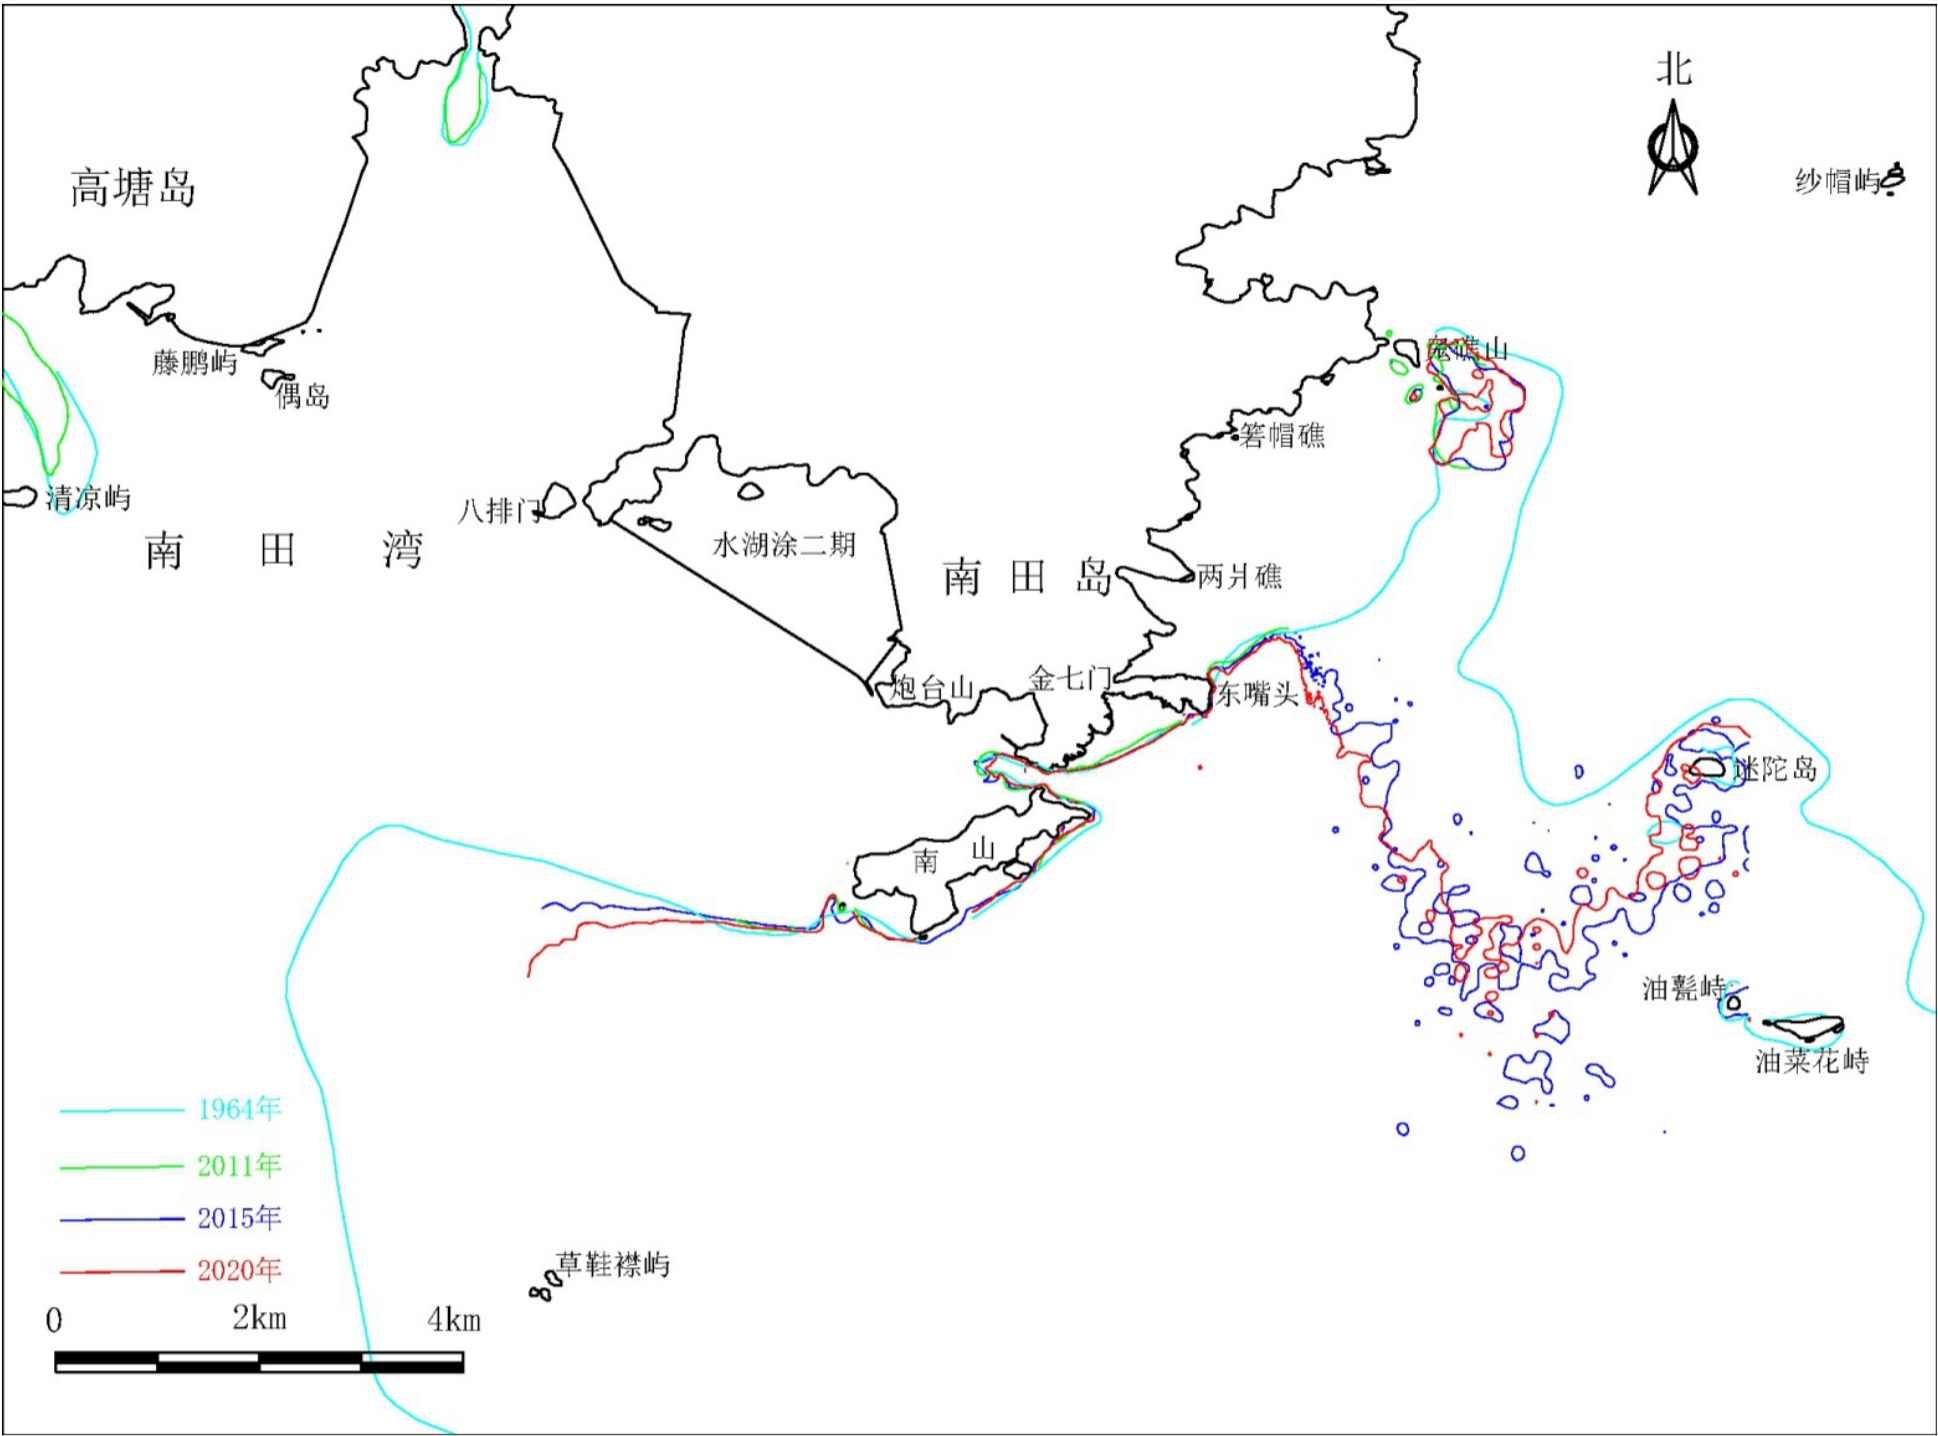 北
纱帽屿
高塘岛
藤鹏屿
偶岛
鬼礁山
箬帽礁
清凉屿
八排门
水湖涂二期
南田湾
南田岛
两爿礁
炮台山
金七门
东嘴头
迷陀岛
南山
油菜花峙
1964年
2011年
2015年
2020年
草鞋襟屿
0 2km 4km